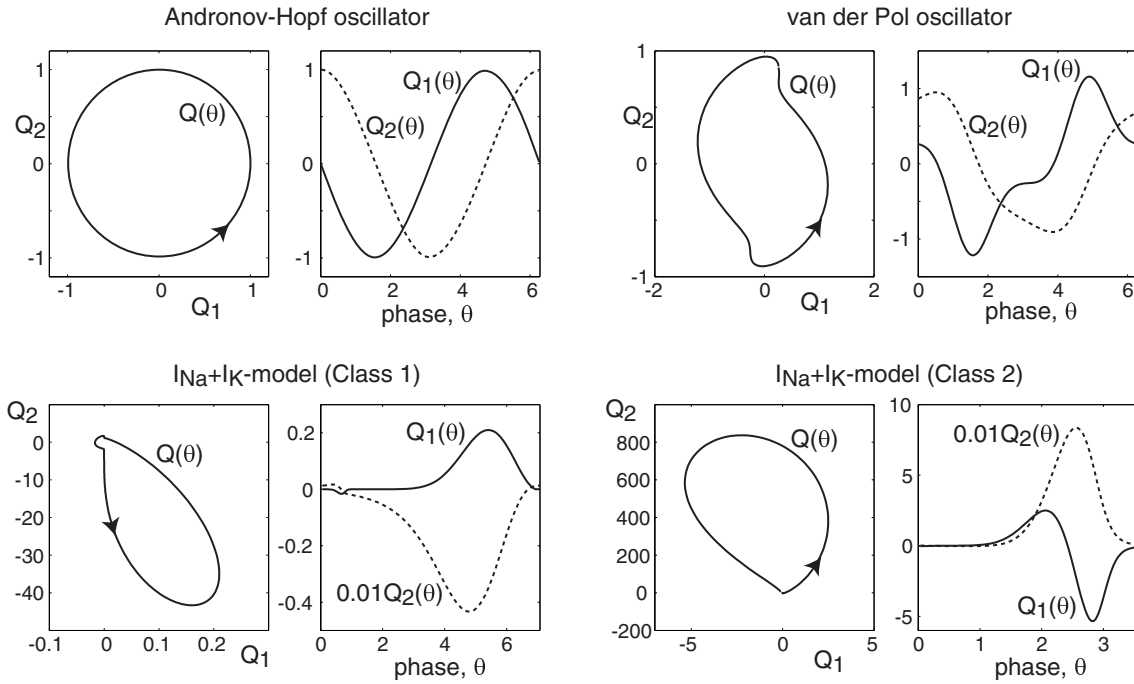 Andronov-Hopf oscillator
van der Pol oscillator
1
Q2
0
-1
Q(θ)
-1
0
1
Q1
1
0
-1
Q1(θ)
Q2(θ)
0
2
4
6
phase, θ
1
Q2
0
-1
Q(θ)
-2
0
2
Q1
1
0
-1
Q1(θ)
Q2(θ)
0
2
4
6
phase, θ
INa+IK-model (Class 1)
INa+IK-model (Class 2)
Q2
0
-10
-20
-30
-40
Q(θ)
-0.1
0
0.1
0.2
Q1
0.2
0
-0.2
-0.4
Q1(θ)
0.01Q2(θ)
0
2
4
6
phase, θ
Q2
800
600
400
200
0
-200
Q(θ)
-5
0
5
Q1
10
5
0
-5
0.01Q2(θ)
Q1(θ)
0
1
2
3
phase, θ